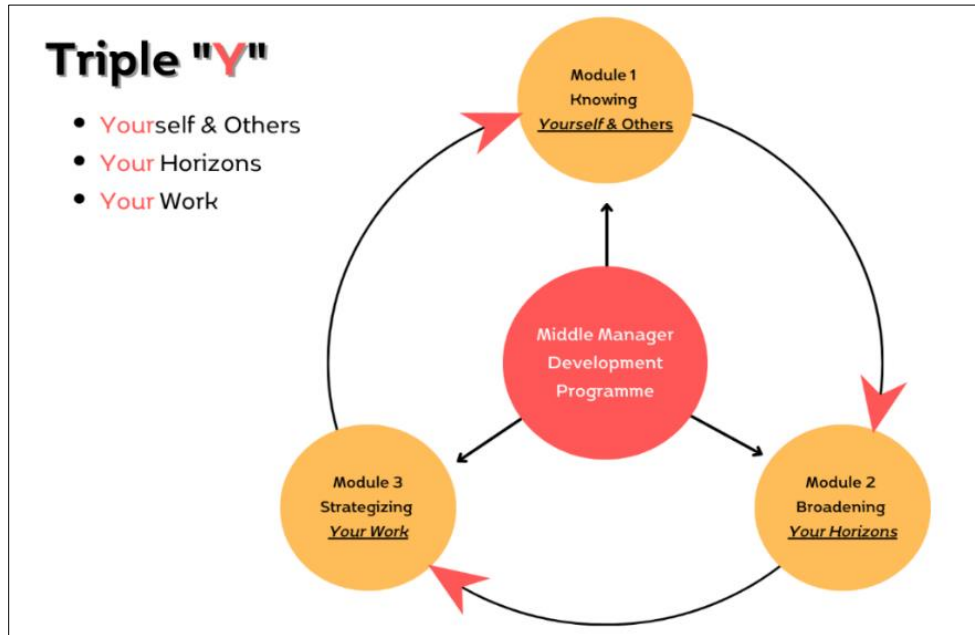 Triple "Y"
• Yourself & Others
• Your Horizons
• Your Work
Module 1
Knowing
Yourself & Others
Middle Manager
Development
Programme
Module 3
Strategizing
Your Work
Module 2
Broadening
Your Horizons